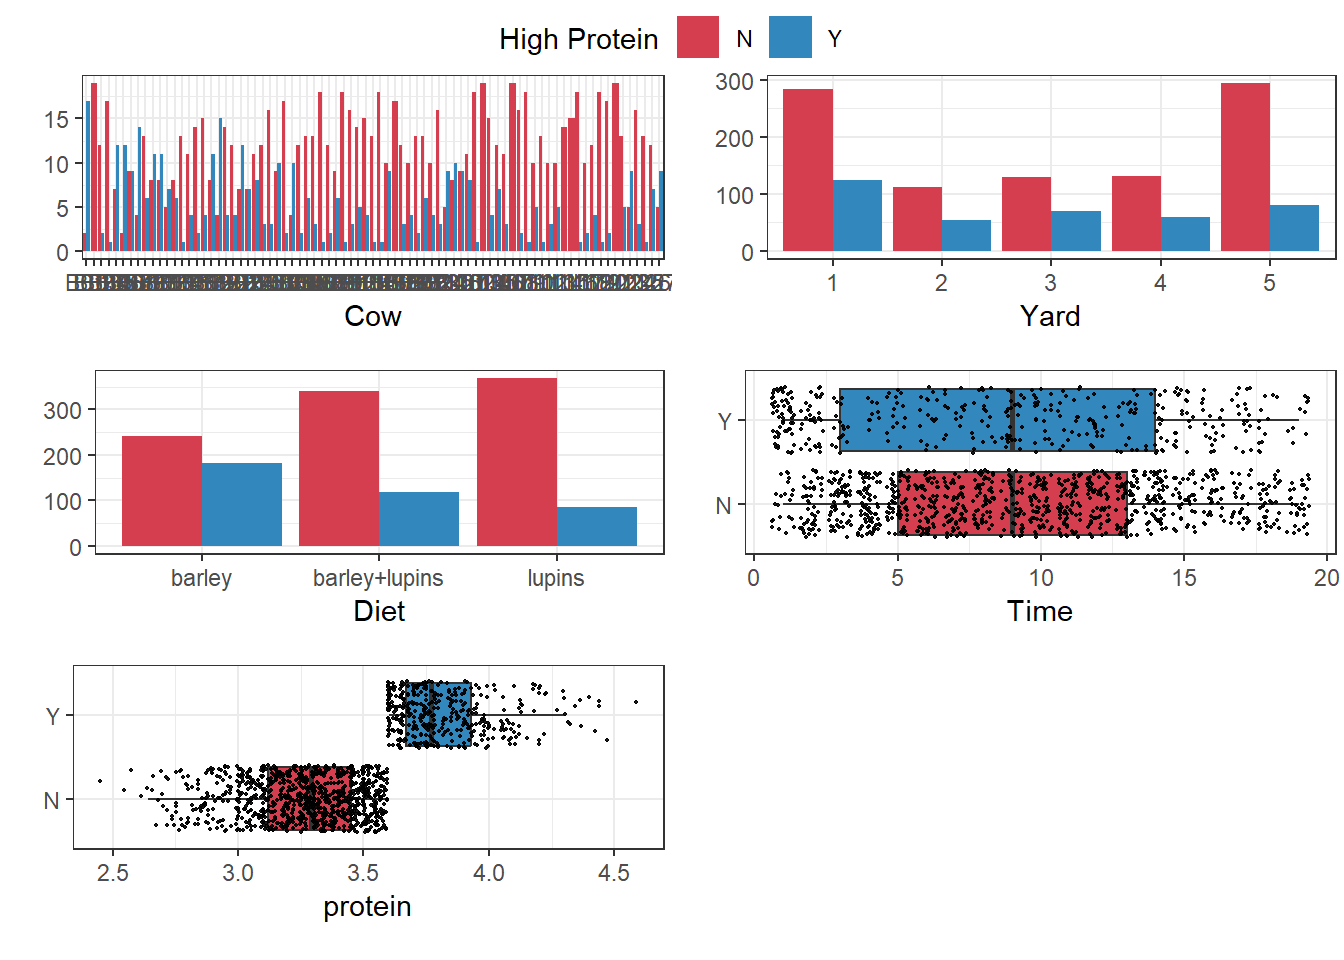 High Protein N Y
15
10
5
0
Cow
300
200
100
0
1 2 3 4 5
Yard
300
200
100
0
barley barley+lupins lupins
Diet
Y
N
0 5 10 15 20
Time
Y
N
2.5 3.0 3.5 4.0 4.5
protein